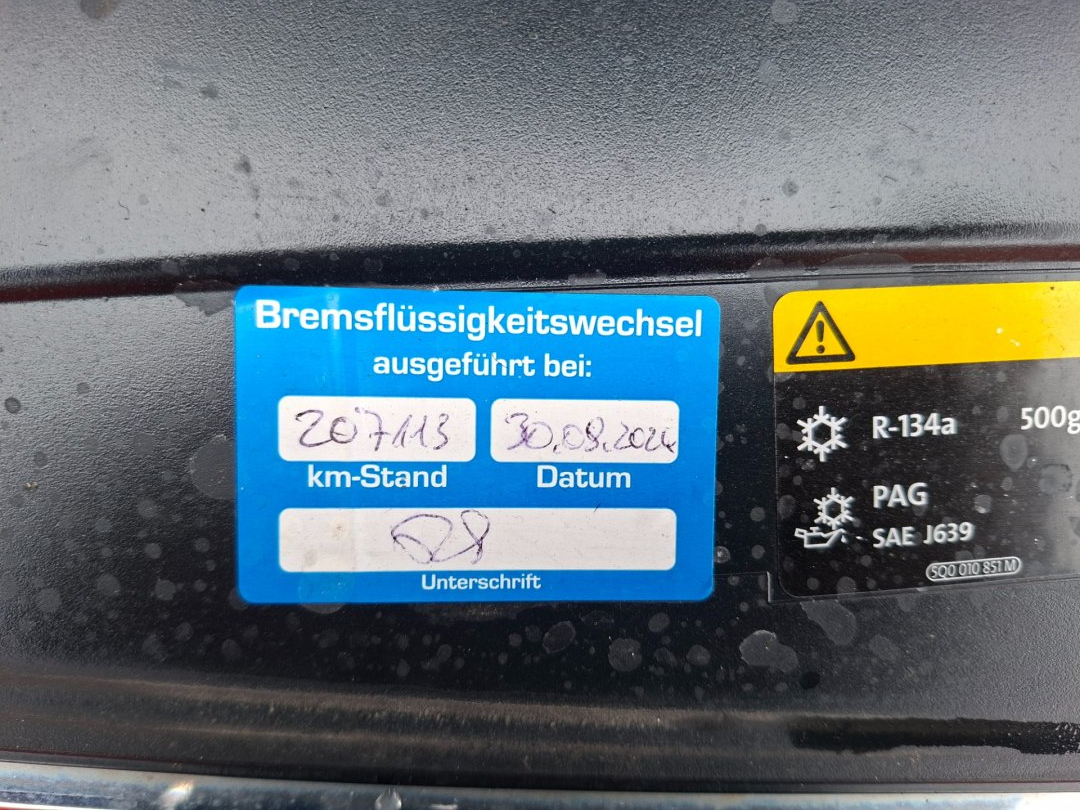 Bremsflüssigkeitswechsel
ausgeführt bei:
207113 30.08.2024
km-Stand Datum
Unterschrift
R-134a 500g
PAG
SAE J639
5Q0 010 851 M